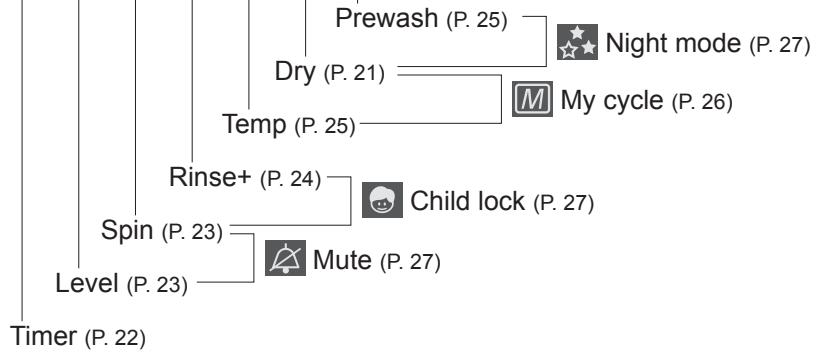 Prewash (P. 25)
Night mode (P. 27)
Dry (P. 21)
M My cycle (P. 26)
Temp (P. 25)
Rinse+ (P. 24)
Child lock (P. 27)
Spin (P. 23)
Mute (P. 27)
Level (P. 23)
Timer (P. 22)